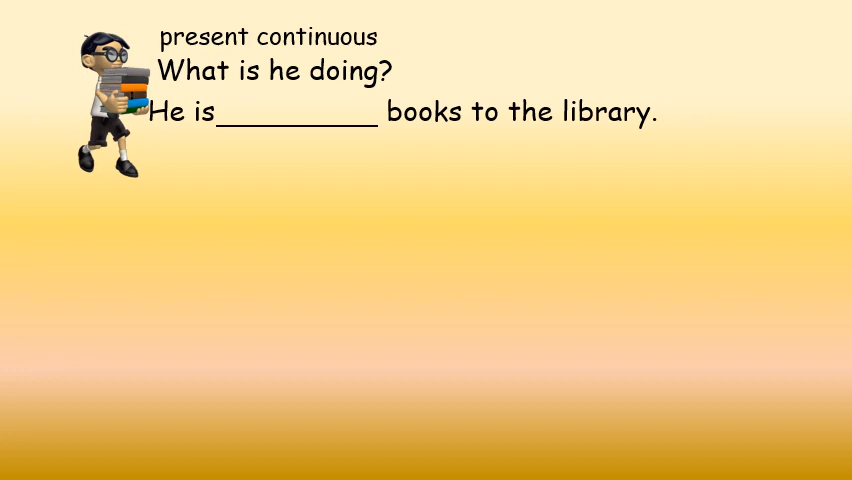 present continuous
What is he doing?
He is__________ books to the library.